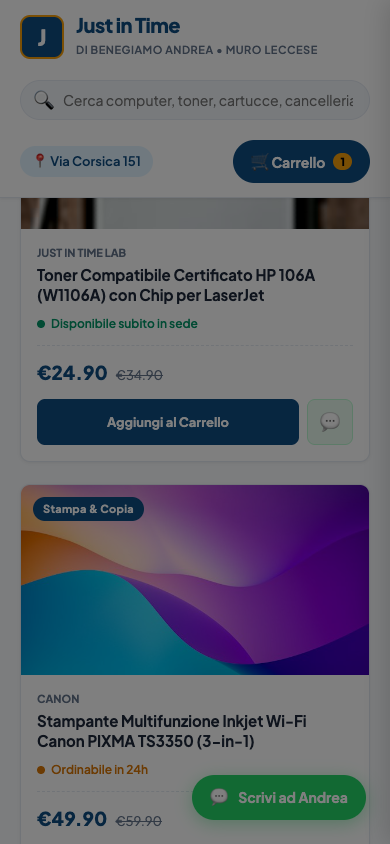 J
Just in Time
DI BENEGIAMO ANDREA • MURO LECCESE
Cerca computer, toner, cartucce, cancelleria
Via Corsica 151
Carrello 1
JUST IN TIME LAB
Toner Compatibile Certificato HP 106A
(W1106A) con Chip per LaserJet
Disponibile subito in sede
€24.90 €34.90
Aggiungi al Carrello
Stampa & Copia
CANON
Stampante Multifunzione Inkjet Wi-Fi
Canon PIXMA TS3350 (3-in-1)
Ordinabile in 24h
Scrivi ad Andrea
€49.90 €59.90